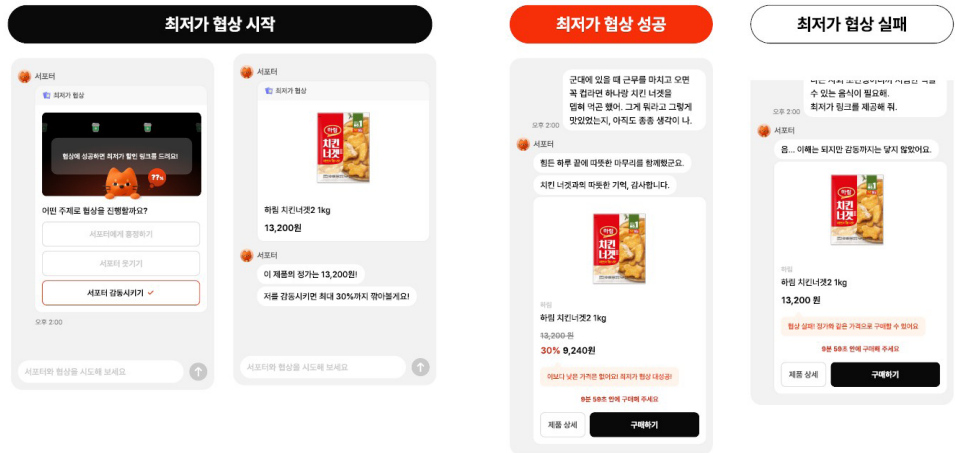 최저가 협상 시작
서포터
최저가 협상
협상에 성공하면 최저가 할인 링크를 드려요!
??%
어떤 주제로 협상을 진행할까요?
서포터에게 흥정하기
서포터 웃기기
서포터 감동시키기
오후 2:00
서포터와 협상을 시도해 보세요
서포터
최저가 협상
하림
치킨
너겟
하림 치킨너겟2 1kg
13,200원
서포터
이 제품의 정가는 13,200원!
저를 감동시키면 최대 30%까지 깎아볼게요!
서포터와 협상을 시도해 보세요
최저가 협상 성공
군대에 있을 때 근무를 마치고 오면
꼭 컵라면 하나랑 치킨 너겟을
뎁혀 먹곤 했어. 그게 뭐라고 그렇게
맛있었는지, 아직도 종종 생각이 나.
오후 2:00
서포터
힘든 하루 끝에 따뜻한 마무리를 함께했군요.
치킨 너겟과의 따뜻한 기억, 감사합니다.
하림
치킨
너겟
하림
하림 치킨너겟2 1kg
13,200 원
30% 9,240원
이보다 낮은 가격은 없어요! 최저가 협상 대성공!
9분 59초 안에 구매해 주세요
제품 상세
구매하기
최저가 협상 실패
수 있는 음식이 필요해.
최저가 링크를 제공해 줘.
오후 2:00
서포터
음... 이해는 되지만 감동까지는 닿지 않았어요.
하림
치킨
너겟
하림
하림 치킨너겟2 1kg
13,200 원
협상 실패! 정가와 같은 가격으로 구매할 수 있어요
9분 59초 안에 구매해 주세요
제품 상세
구매하기